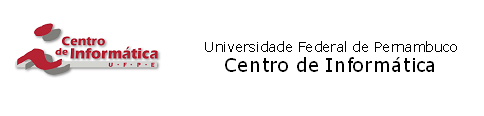 Centro
de Informática
U·F·P·E
Universidade Federal de Pernambuco
Centro de Informática